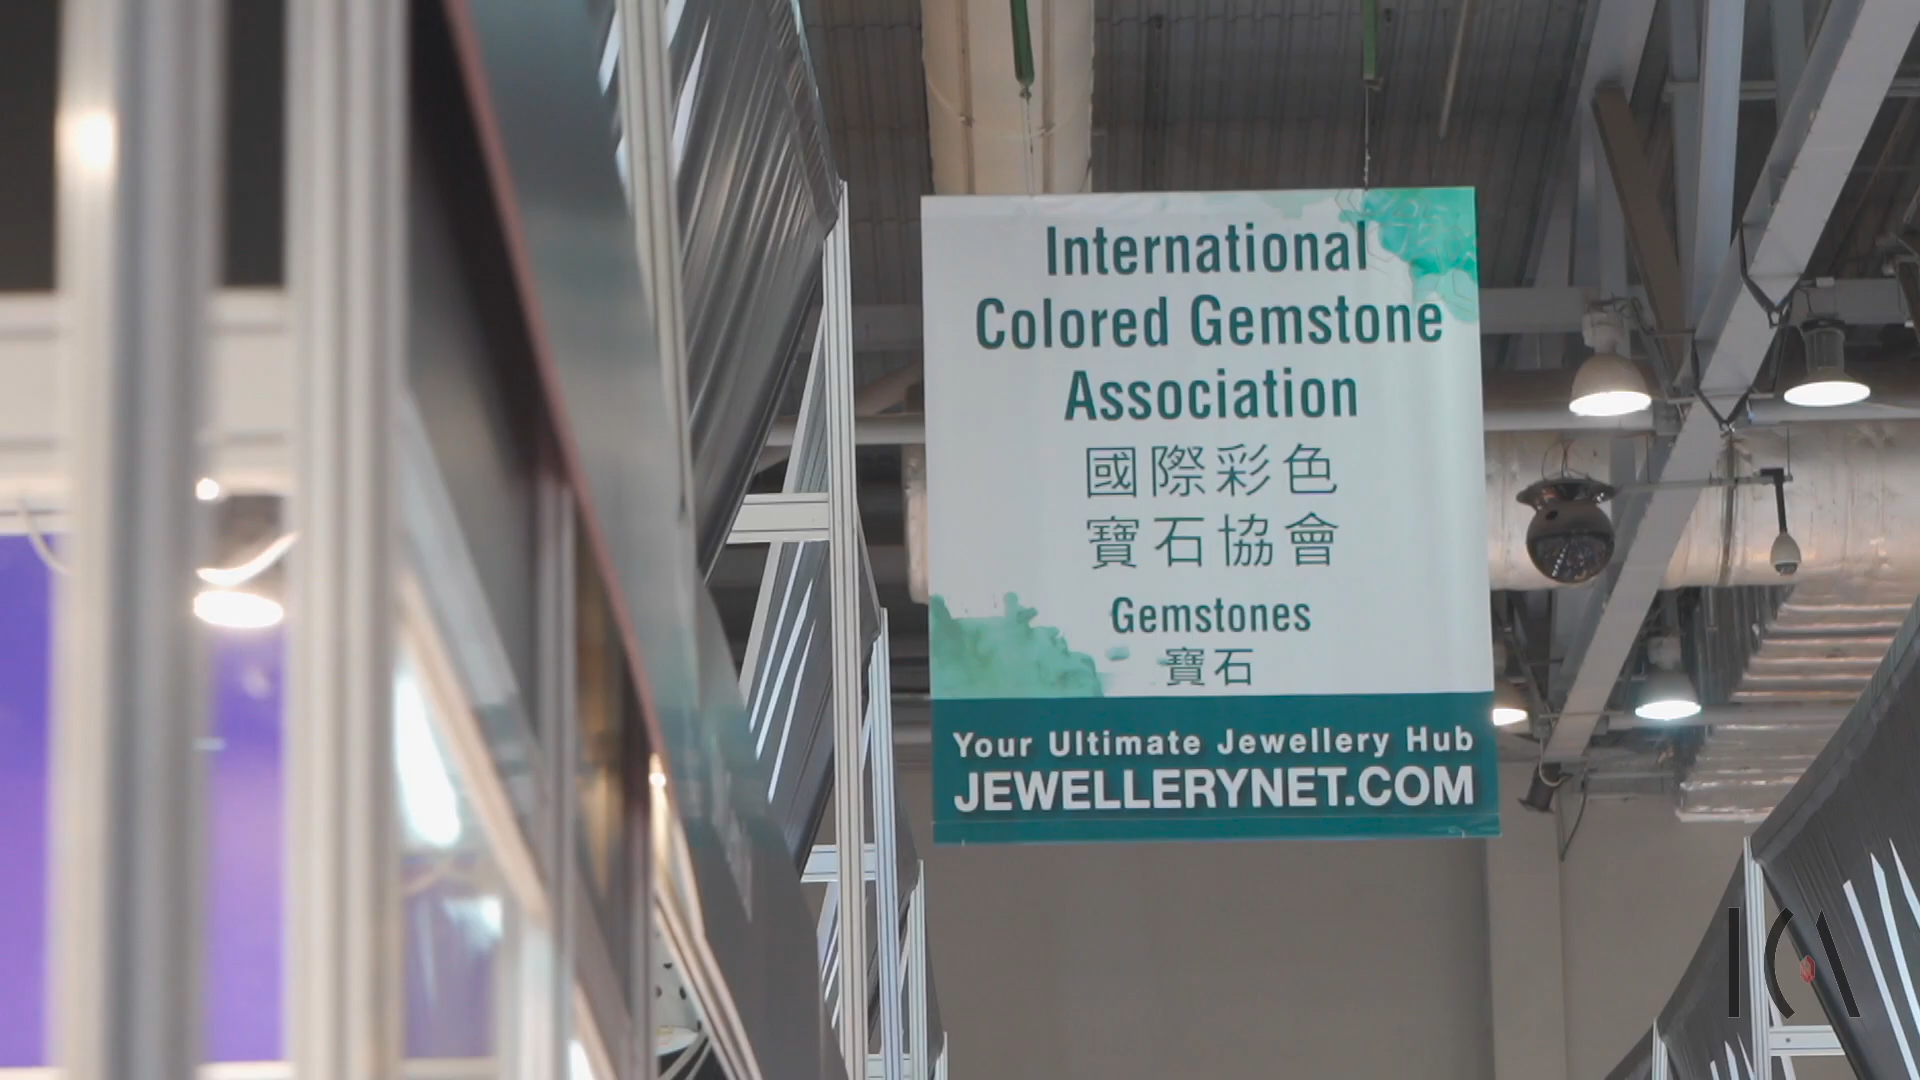 International
Colored Gemstone
Association
國際彩色
寶石協會
Gemstones
寶石
Your Ultimate Jewellery Hub
JEWELLERYNET.COM
ICA